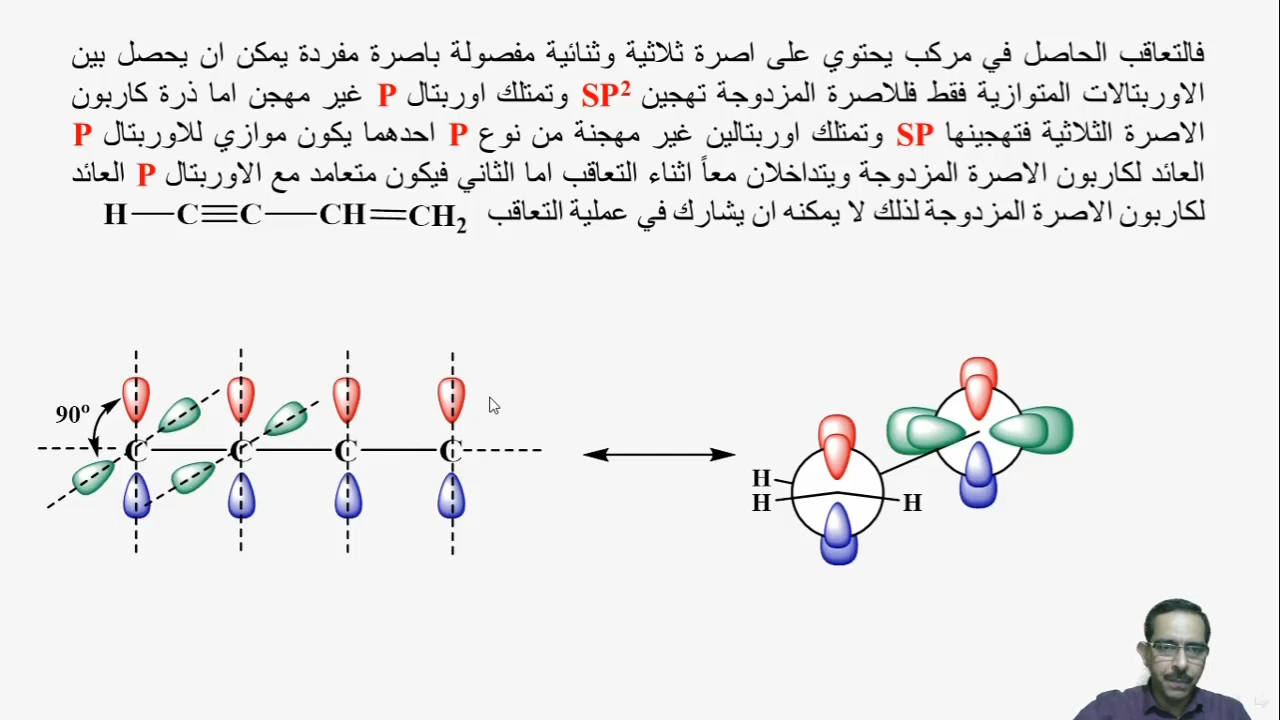 فالتعاقب الحاصل في مركب يحتوي على اصرة ثلاثية وثنائية مفصولة باصرة مفردة يمكن ان يحصل بين
الاوربتالات المتوازية فقط فللاصرة المزدوجة تهجين SP² وتمتلك اوربتال P غير مهجن اما ذرة كاربون
الاصرة الثلاثية فتهجينها SP وتمتلك اوربتالين غير مهجنة من نوع P احدهما يكون موازي للاوربتال P
العائد لكاربون الاصرة المزدوجة ويتداخلان معاً اثناء التعاقب اما الثاني فيكون متعامد مع الاوربتال P العائد
لكاربون الاصرة المزدوجة لذلك لا يمكنه ان يشارك في عملية التعاقب H—C≡C—CH=CH₂
90º
C C C C
H
H H